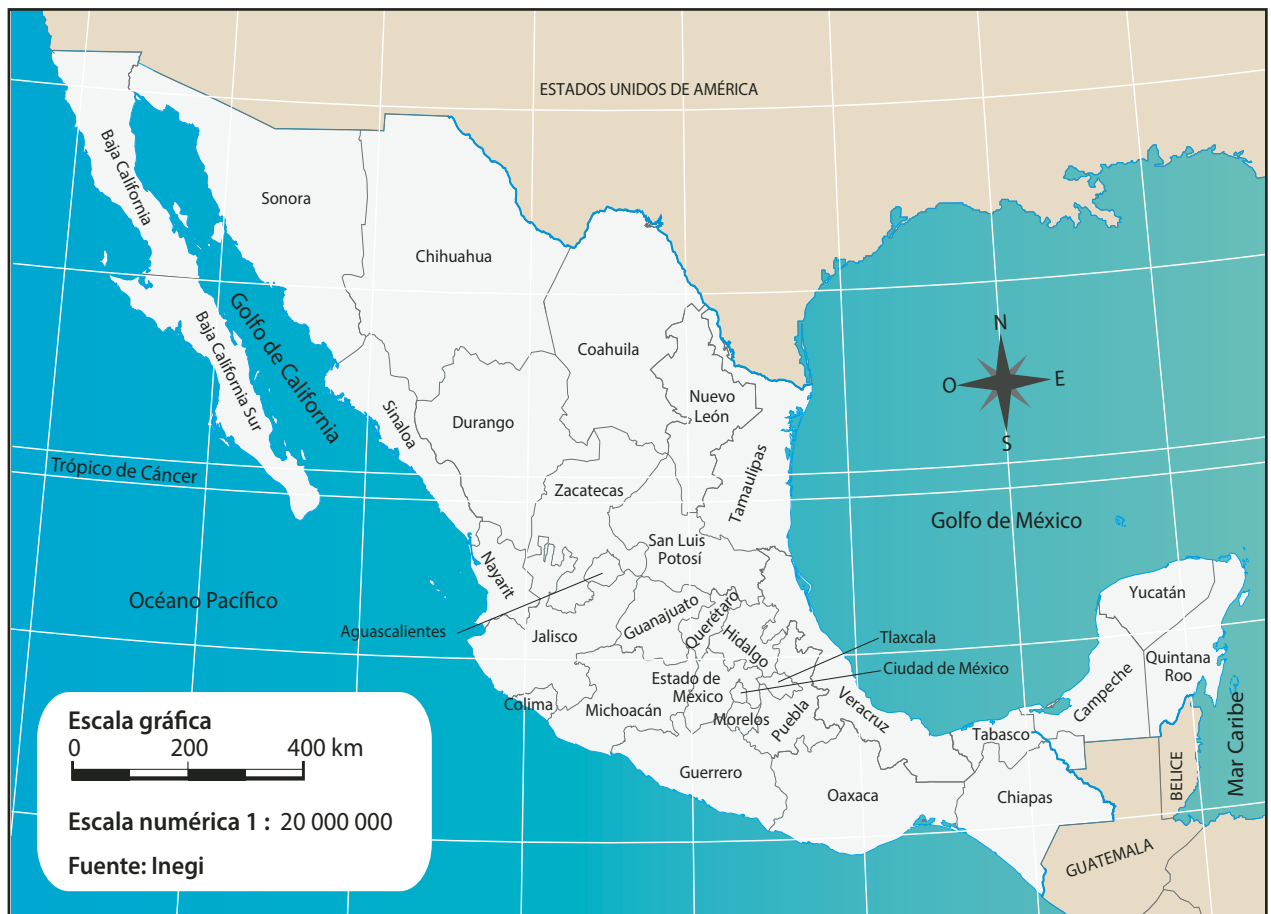 ESTADOS UNIDOS DE AMÉRICA
Baja California
Sonora
Chihuahua
Coahuila
Golfo de California
Baja California Sur
Nuevo
León
Sinaloa
Durango
N
O
E
S
Trópico de Cáncer
Zacatecas
Tamaulipas
Golfo de México
San Luis
Potosí
Nayarit
Océano Pacífico
Aguascalientes
Jalisco
Guanajuato
Querétaro
Hidalgo
Tlaxcala
Ciudad de México
Yucatán
Quintana
Roo
Campeche
Estado de
México
Colima
Michoacán
Morelos
Puebla
Veracruz
Tabasco
Guerrero
Oaxaca
Chiapas
BELICE
Mar Caribe
GUATEMALA
Escala gráfica
0 200 400 km
Escala numérica 1 : 20 000 000
Fuente: Inegi